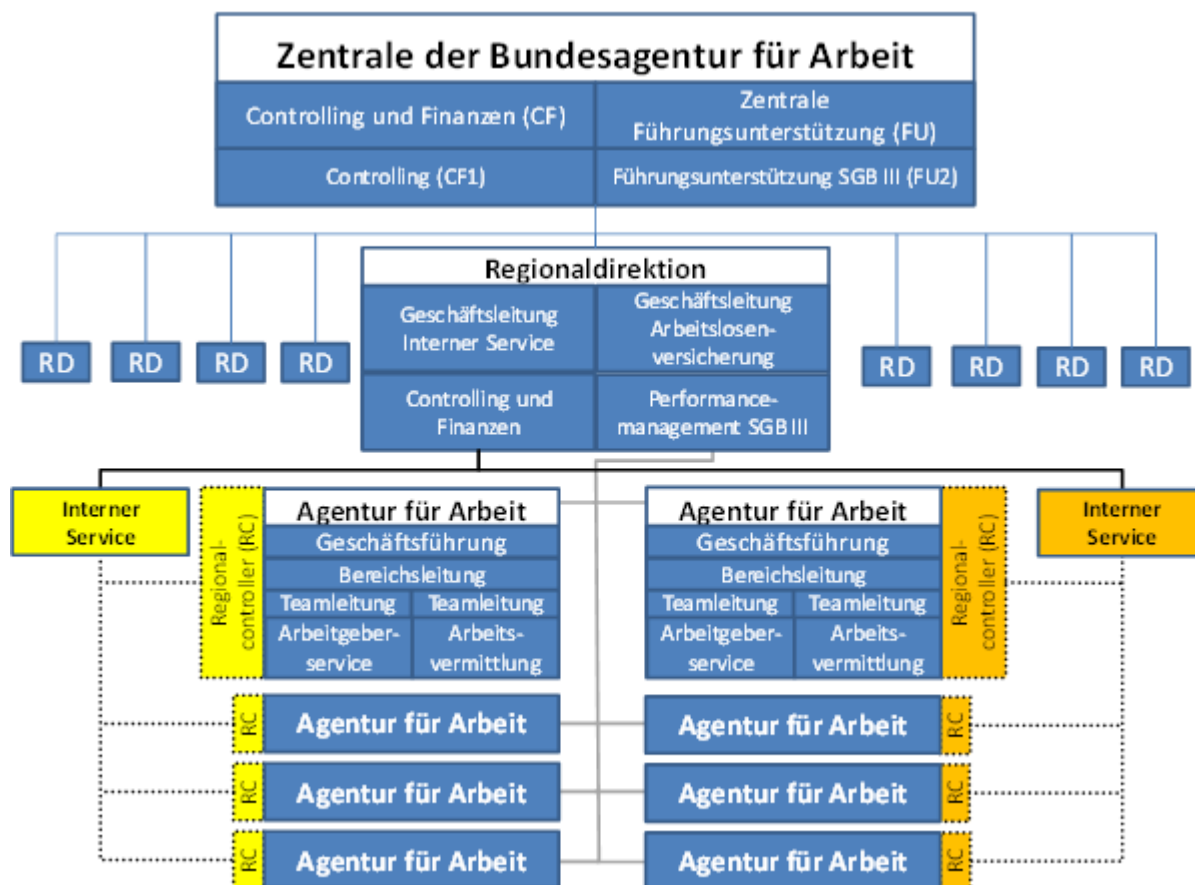 Zentrale der Bundesagentur für Arbeit
Controlling und Finanzen (CF)
Zentrale
Führungsunterstützung (FU)
Controlling (CF1)
Führungsunterstützung SGB III (FU2)
Regionaldirektion
Geschäftsleitung
Interner Service
Geschäftsleitung
Arbeitslosen-
versicherung
RD
RD
RD
RD
RD
RD
RD
RD
Controlling und
Finanzen
Performance-
management SGB III
Interner
Service
Regional-
controller (RC)
Agentur für Arbeit
Geschäftsführung
Bereichsleitung
Teamleitung
Teamleitung
Arbeitgeber-
service
Arbeits-
vermittlung
Agentur für Arbeit
Geschäftsführung
Bereichsleitung
Teamleitung
Teamleitung
Arbeitgeber-
service
Arbeits-
vermittlung
Regional-
controller (RC)
Interner
Service
RC
Agentur für Arbeit
Agentur für Arbeit
RC
RC
Agentur für Arbeit
Agentur für Arbeit
RC
RC
Agentur für Arbeit
Agentur für Arbeit
RC